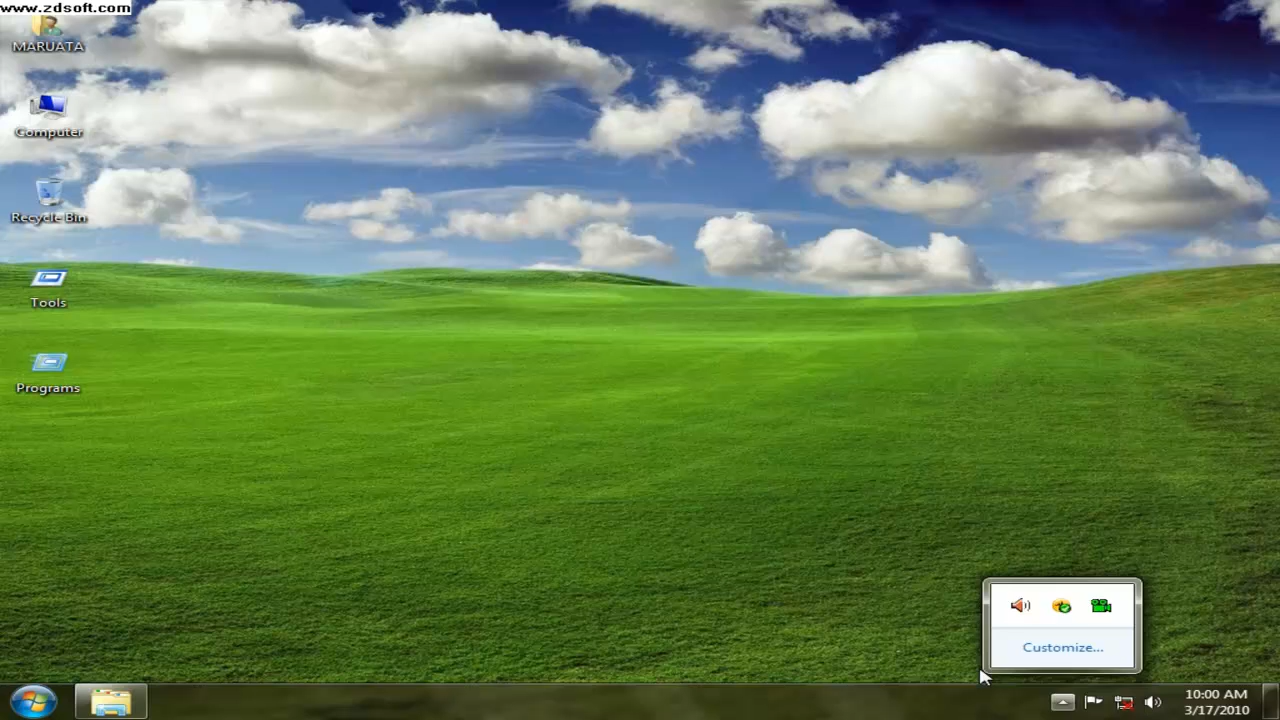 www.zdsoft.com
MARUATA
Computer
Recycle Bin
Tools
Programs
Customize...
10:00 AM
3/17/2010